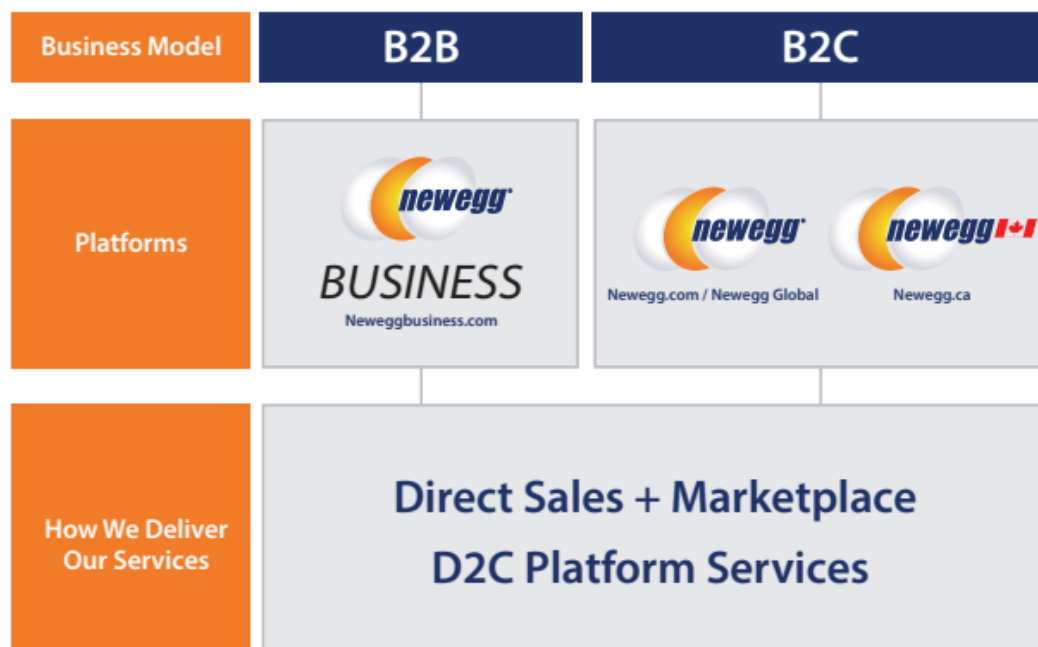 Business Model
B2B
B2C
Platforms
newegg
BUSINESS
Neweggbusiness.com
newegg
Newegg.com / Newegg Global
newegg
Newegg.ca
How We Deliver
Our Services
Direct Sales + Marketplace
D2C Platform Services